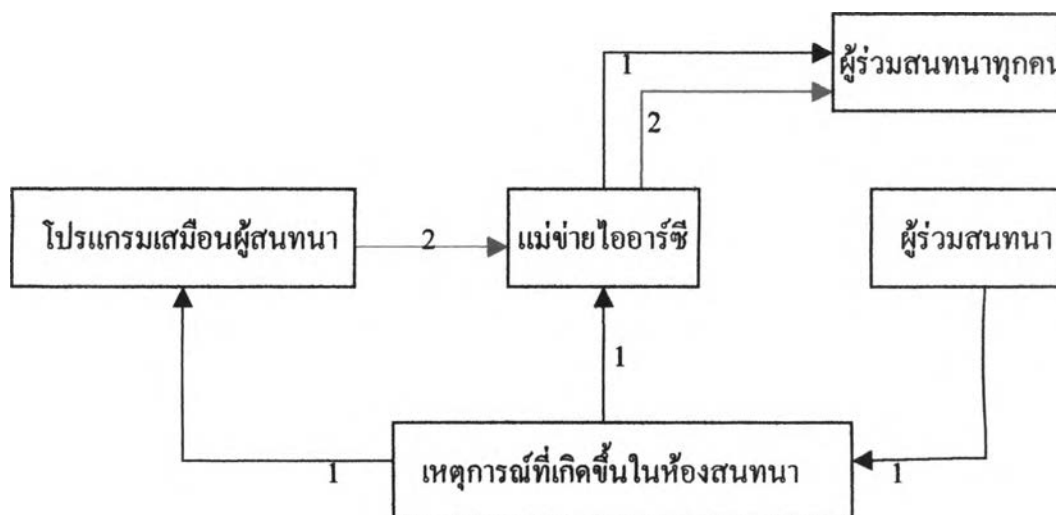 ผู้ร่วมสนทนาทุกคน
1
2
โปรแกรมเสมือนผู้สนทนา
2
แม่ข่ายไออาร์ซี
ผู้ร่วมสนทนา
1
เหตุการณ์ที่เกิดขึ้นในห้องสนทนา
1
1